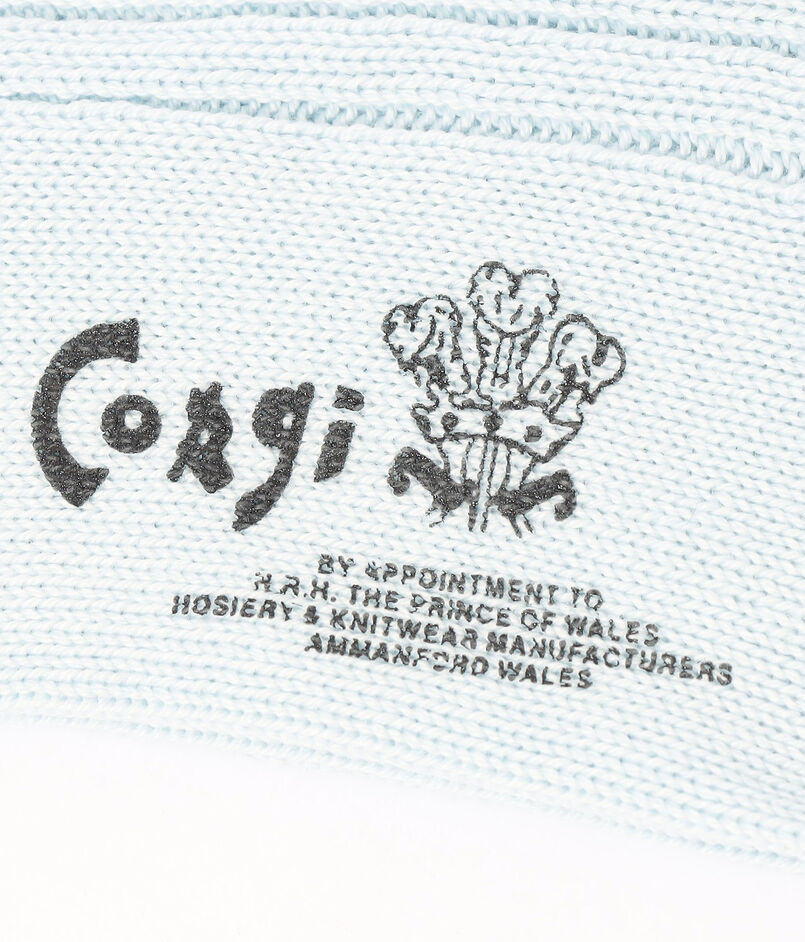 Corgi
BY APPOINTMENT TO
H.R.H. THE PRINCE OF WALES
HOSIERY & KNITWEAR MANUFACTURERS
AMMANFORD WALES